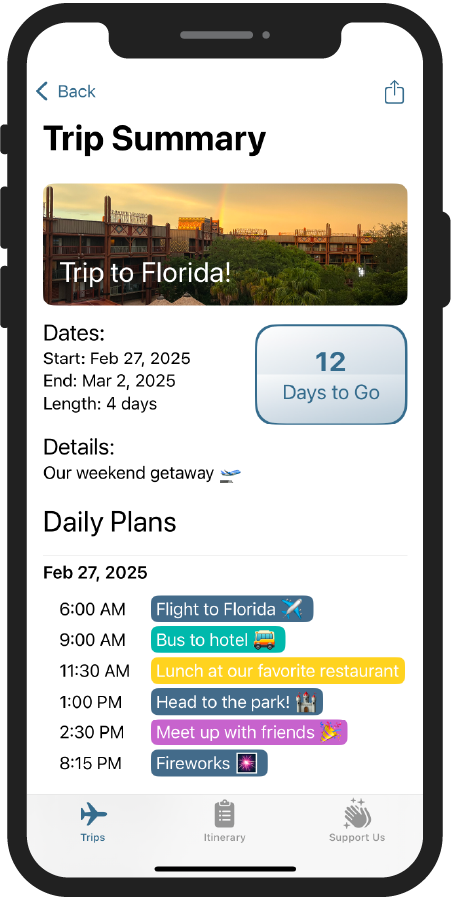 Back
Trip Summary
Trip to Florida!
Dates:
Start: Feb 27, 2025
End: Mar 2, 2025
Length: 4 days
12
Days to Go
Details:
Our weekend getaway 🛫
Daily Plans
Feb 27, 2025
6:00 AM Flight to Florida ✈️
9:00 AM Bus to hotel 🚌
11:30 AM Lunch at our favorite restaurant
1:00 PM Head to the park! 🏰
2:30 PM Meet up with friends 🎉
8:15 PM Fireworks 🎆
Trips Itinerary Support Us